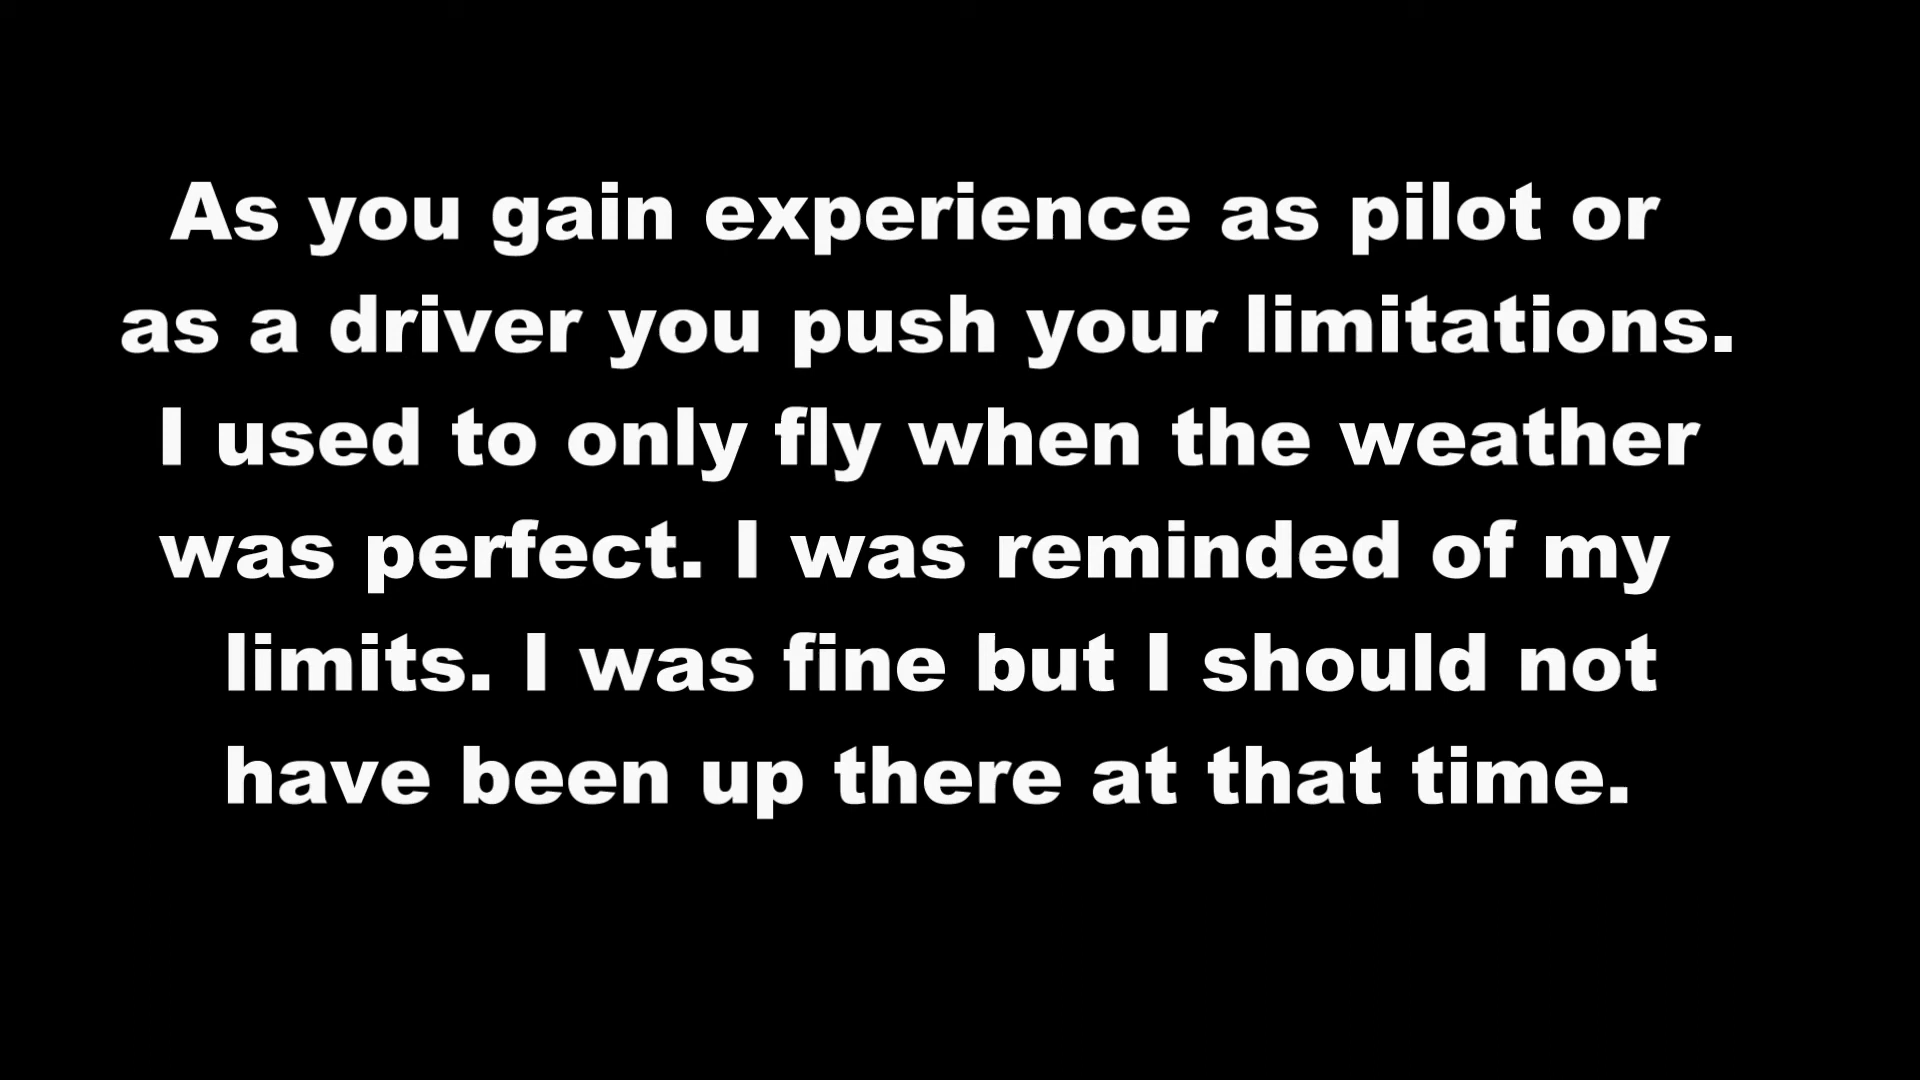 As you gain experience as pilot or
as a driver you push your limitations.
I used to only fly when the weather
was perfect. I was reminded of my
limits. I was fine but I should not
have been up there at that time.